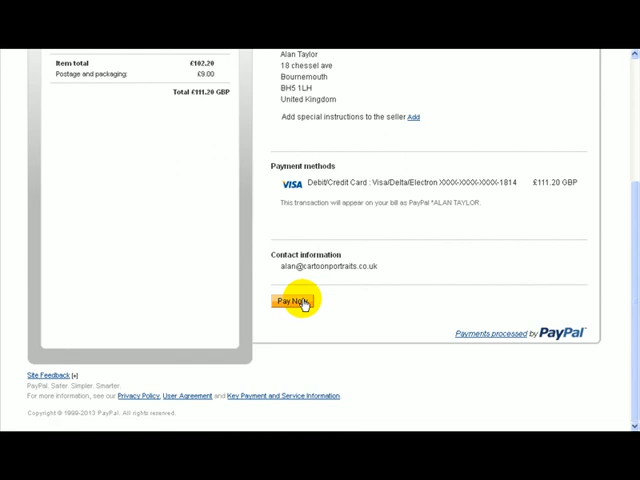 Item total £102.20
Postage and packaging: £9.00
Total £111.20 GBP
Alan Taylor
18 chessel ave
Bournemouth
BH5 1LH
United Kingdom
Add special instructions to the seller Add
Payment methods
VISA Debit/Credit Card : Visa/Delta/Electron XXXX-XXXX-XXXX-1814 £111.20 GBP
This transaction will appear on your bill as PayPal *ALAN TAYLOR.
Contact information
alan@cartoonportraits.co.uk
Pay Now
Payments processed by PayPal
Site Feedback [+]
PayPal. Safer. Simpler. Smarter.
For more information, see our Privacy Policy, User Agreement and Key Payment and Service Information.
Copyright © 1999-2013 PayPal. All rights reserved.